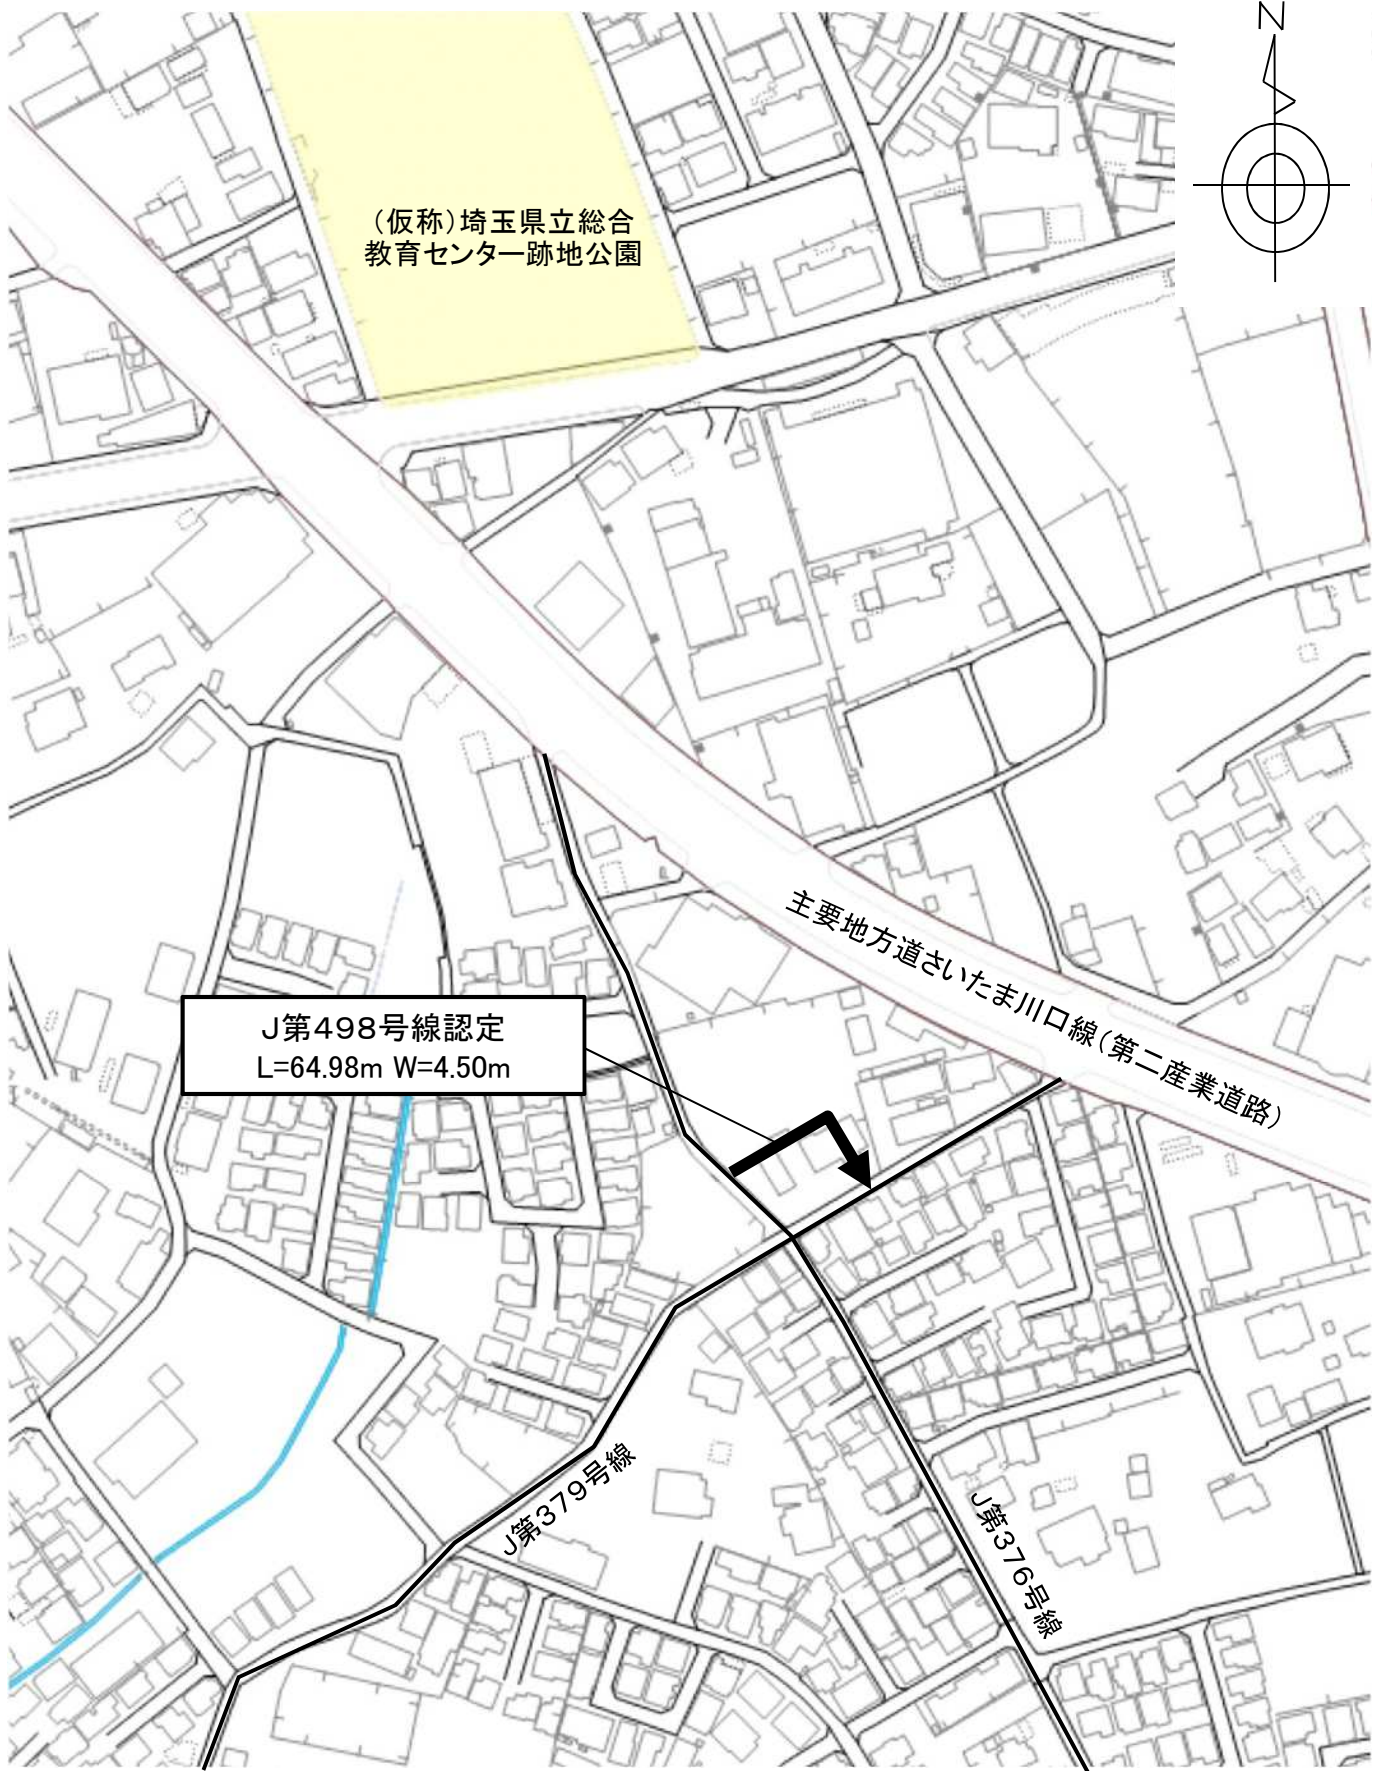 N
（仮称）埼玉県立総合
教育センター跡地公園
主要地方道さいたま川口線（第二産業道路）
Ｊ第４９８号線認定
L=64.98m W=4.50m
Ｊ第３７９号線
Ｊ第３７６号線